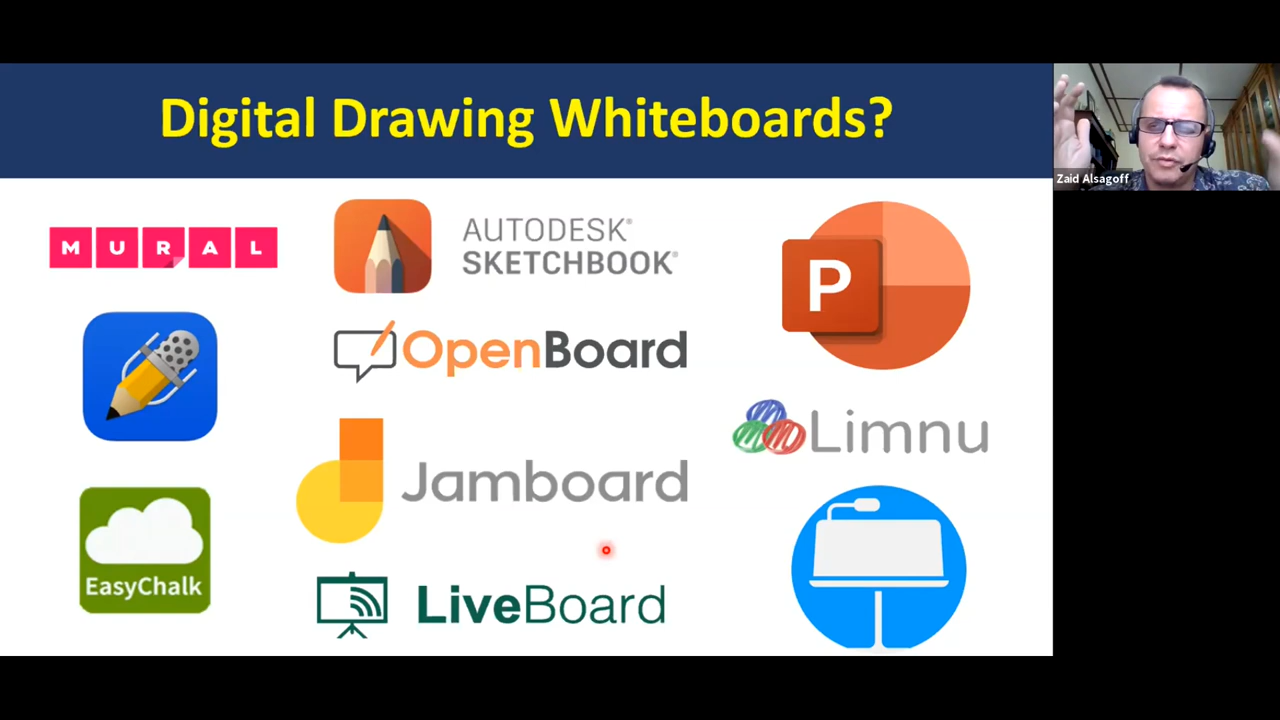 Digital Drawing Whiteboards?
Zaid Alsagoff
MURAL
AUTODESK®
SKETCHBOOK®
P
OpenBoard
Limnu
Jamboard
EasyChalk
LiveBoard